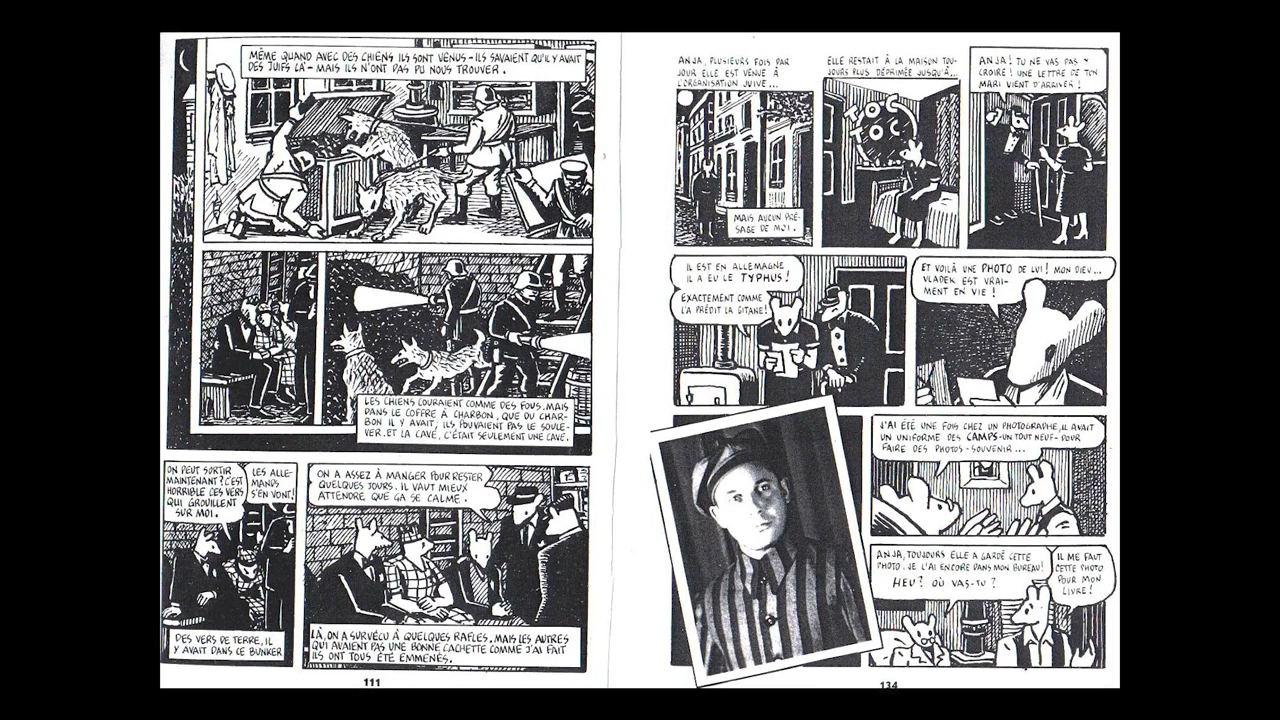 MÊME QUAND AVEC DES CHIENS ILS SONT VENUS - ILS SAVAIENT QU'IL Y AVAIT
DES JUIFS LÀ - MAIS ILS N'ONT PAS PU NOUS TROUVER.
LES CHIENS COURAIENT COMME DES FOUS. MAIS
DANS LE COFFRE À CHARBON, QUE DU CHAR-
BON IL Y AVAIT; ILS POUVAIENT PAS LE SOULE-
VER. ET LA CAVE, C'ÉTAIT SEULEMENT UNE CAVE.
ON PEUT SORTIR
MAINTENANT? C'EST
HORRIBLE CES VERS
QUI GROUILLENT
SUR MOI.
LES ALLE-
MANDS
S'EN VONT!
DES VERS DE TERRE, IL
Y AVAIT DANS CE BUNKER
ON A ASSEZ À MANGER POUR RESTER
QUELQUES JOURS. IL VAUT MIEUX
ATTENDRE QUE ÇA SE CALME.
LÀ, ON A SURVÉCU À QUELQUES RAFLES. MAIS LES AUTRES
QUI AVAIENT PAS UNE BONNE CACHETTE COMME J'AI FAIT
ILS ONT TOUS ÉTÉ EMMENÉS.
111
ANJA, PLUSIEURS FOIS PAR
JOUR ELLE EST VENUE À
L'ORGANISATION JUIVE...
MAIS AUCUN PRÉ-
SAGE DE MOI.
ELLE RESTAIT À LA MAISON TOU-
JOURS PLUS DÉPRIMÉE JUSQU'À...
TOC
TOC
ANJA! TU NE VAS PAS Y
CROIRE! UNE LETTRE DE TON
MARI VIENT D'ARRIVER!
IL EST EN ALLEMAGNE
IL A EU LE TYPHUS!
EXACTEMENT COMME
L'A PRÉDIT LA GITANE!
ET VOILÀ UNE PHOTO DE LUI! MON DIEU...
VLADEK EST VRAI-
MENT EN VIE!
J'AI ÉTÉ UNE FOIS CHEZ UN PHOTOGRAPHE, IL AVAIT
UN UNIFORME DES CAMPS - UN TOUT NEUF - POUR
FAIRE DES PHOTOS-SOUVENIR...
ANJA, TOUJOURS ELLE A GARDÉ CETTE
PHOTO. JE L'AI ENCORE DANS MON BUREAU!
HEU? OÙ VAS-TU?
IL ME FAUT
CETTE PHOTO
POUR MON
LIVRE!
134